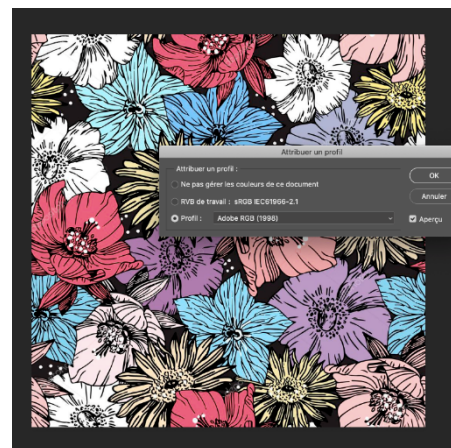 Attribuer un profil
Attribuer un profil :
Ne pas gérer les couleurs de ce document
RVB de travail : sRGB IEC61966-2.1
Profil : Adobe RGB (1998)
OK
Annuler
Aperçu